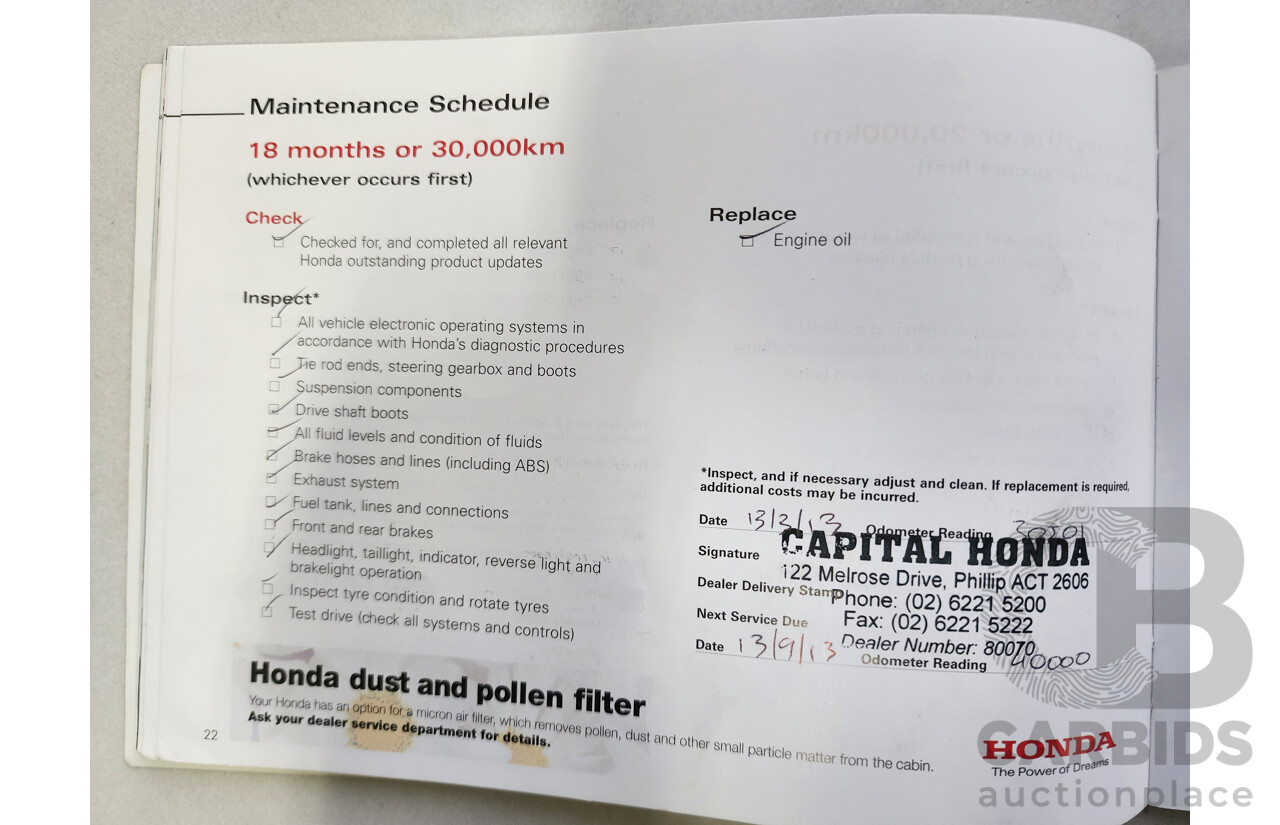 Maintenance Schedule
18 months or 30,000km
(whichever occurs first)
Check
Checked for, and completed all relevant
Honda outstanding product updates
Inspect*
All vehicle electronic operating systems in
accordance with Honda's diagnostic procedures
Tie rod ends, steering gearbox and boots
Suspension components
Drive shaft boots
All fluid levels and condition of fluids
Brake hoses and lines (including ABS)
Exhaust system
Fuel tank, lines and connections
Front and rear brakes
Headlight, taillight, indicator, reverse light and
brakelight operation
Inspect tyre condition and rotate tyres
Test drive (check all systems and controls)
Replace
Engine oil
*Inspect, and if necessary adjust and clean. If replacement is required,
additional costs may be incurred.
Date 13/3/13 Odometer Reading
Signature CAPITAL HONDA
122 Melrose Drive, Phillip ACT 2606
Dealer Delivery Stamp Phone: (02) 6221 5200
Next Service Due Fax: (02) 6221 5222
Dealer Number: 80070
Date 13/9/13 Odometer Reading 40000
Honda dust and pollen filter
Your Honda has an option for a micron air filter, which removes pollen, dust and other small particle matter from the cabin.
Ask your dealer service department for details.
22
HONDA
The Power of Dreams
CARBIDS
auctionplace